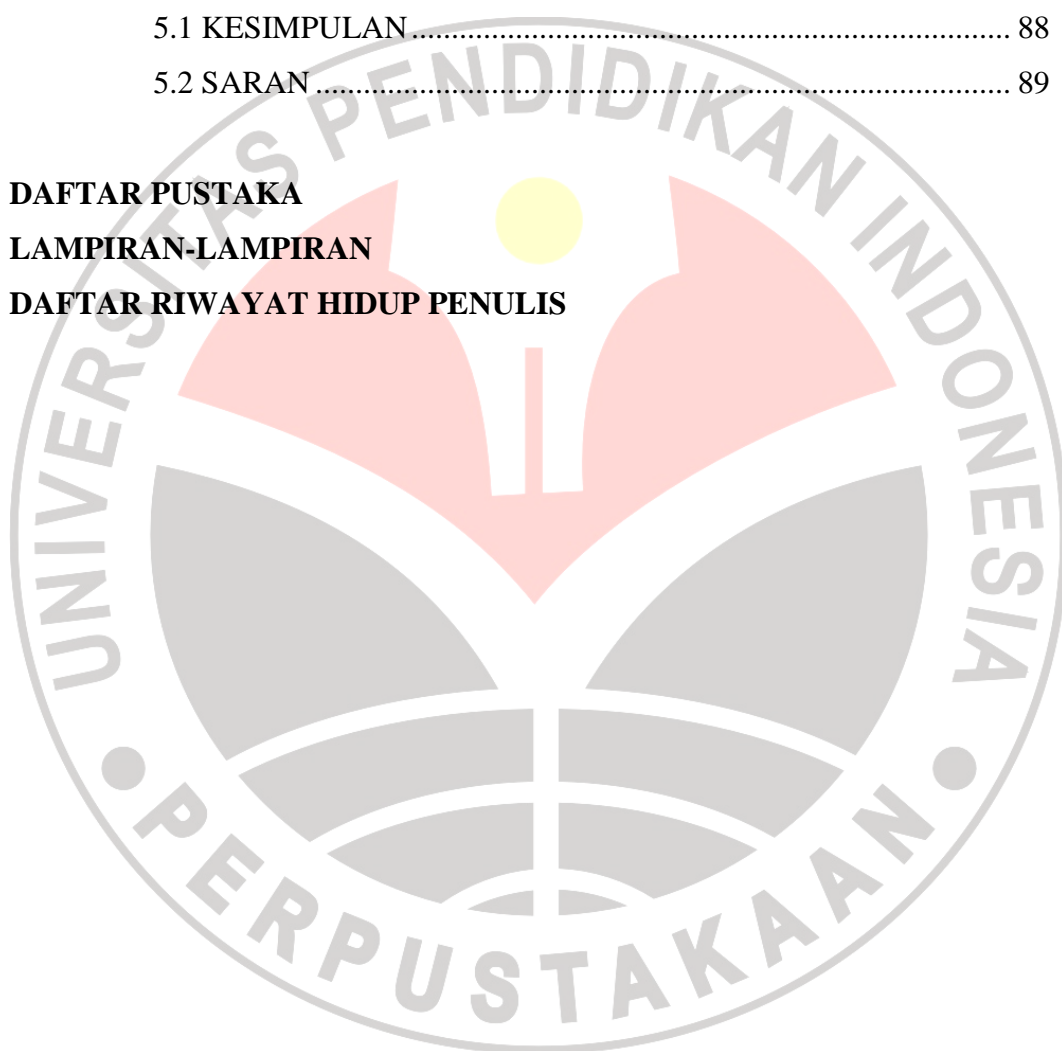 5.1 KESIMPULAN ........................................................................... 88
5.2 SARAN ....................................................................................... 89
DAFTAR PUSTAKA
LAMPIRAN-LAMPIRAN
DAFTAR RIWAYAT HIDUP PENULIS
UNIVERSITAS PENDIDIKAN INDONESIA
PERPUSTAKAAN